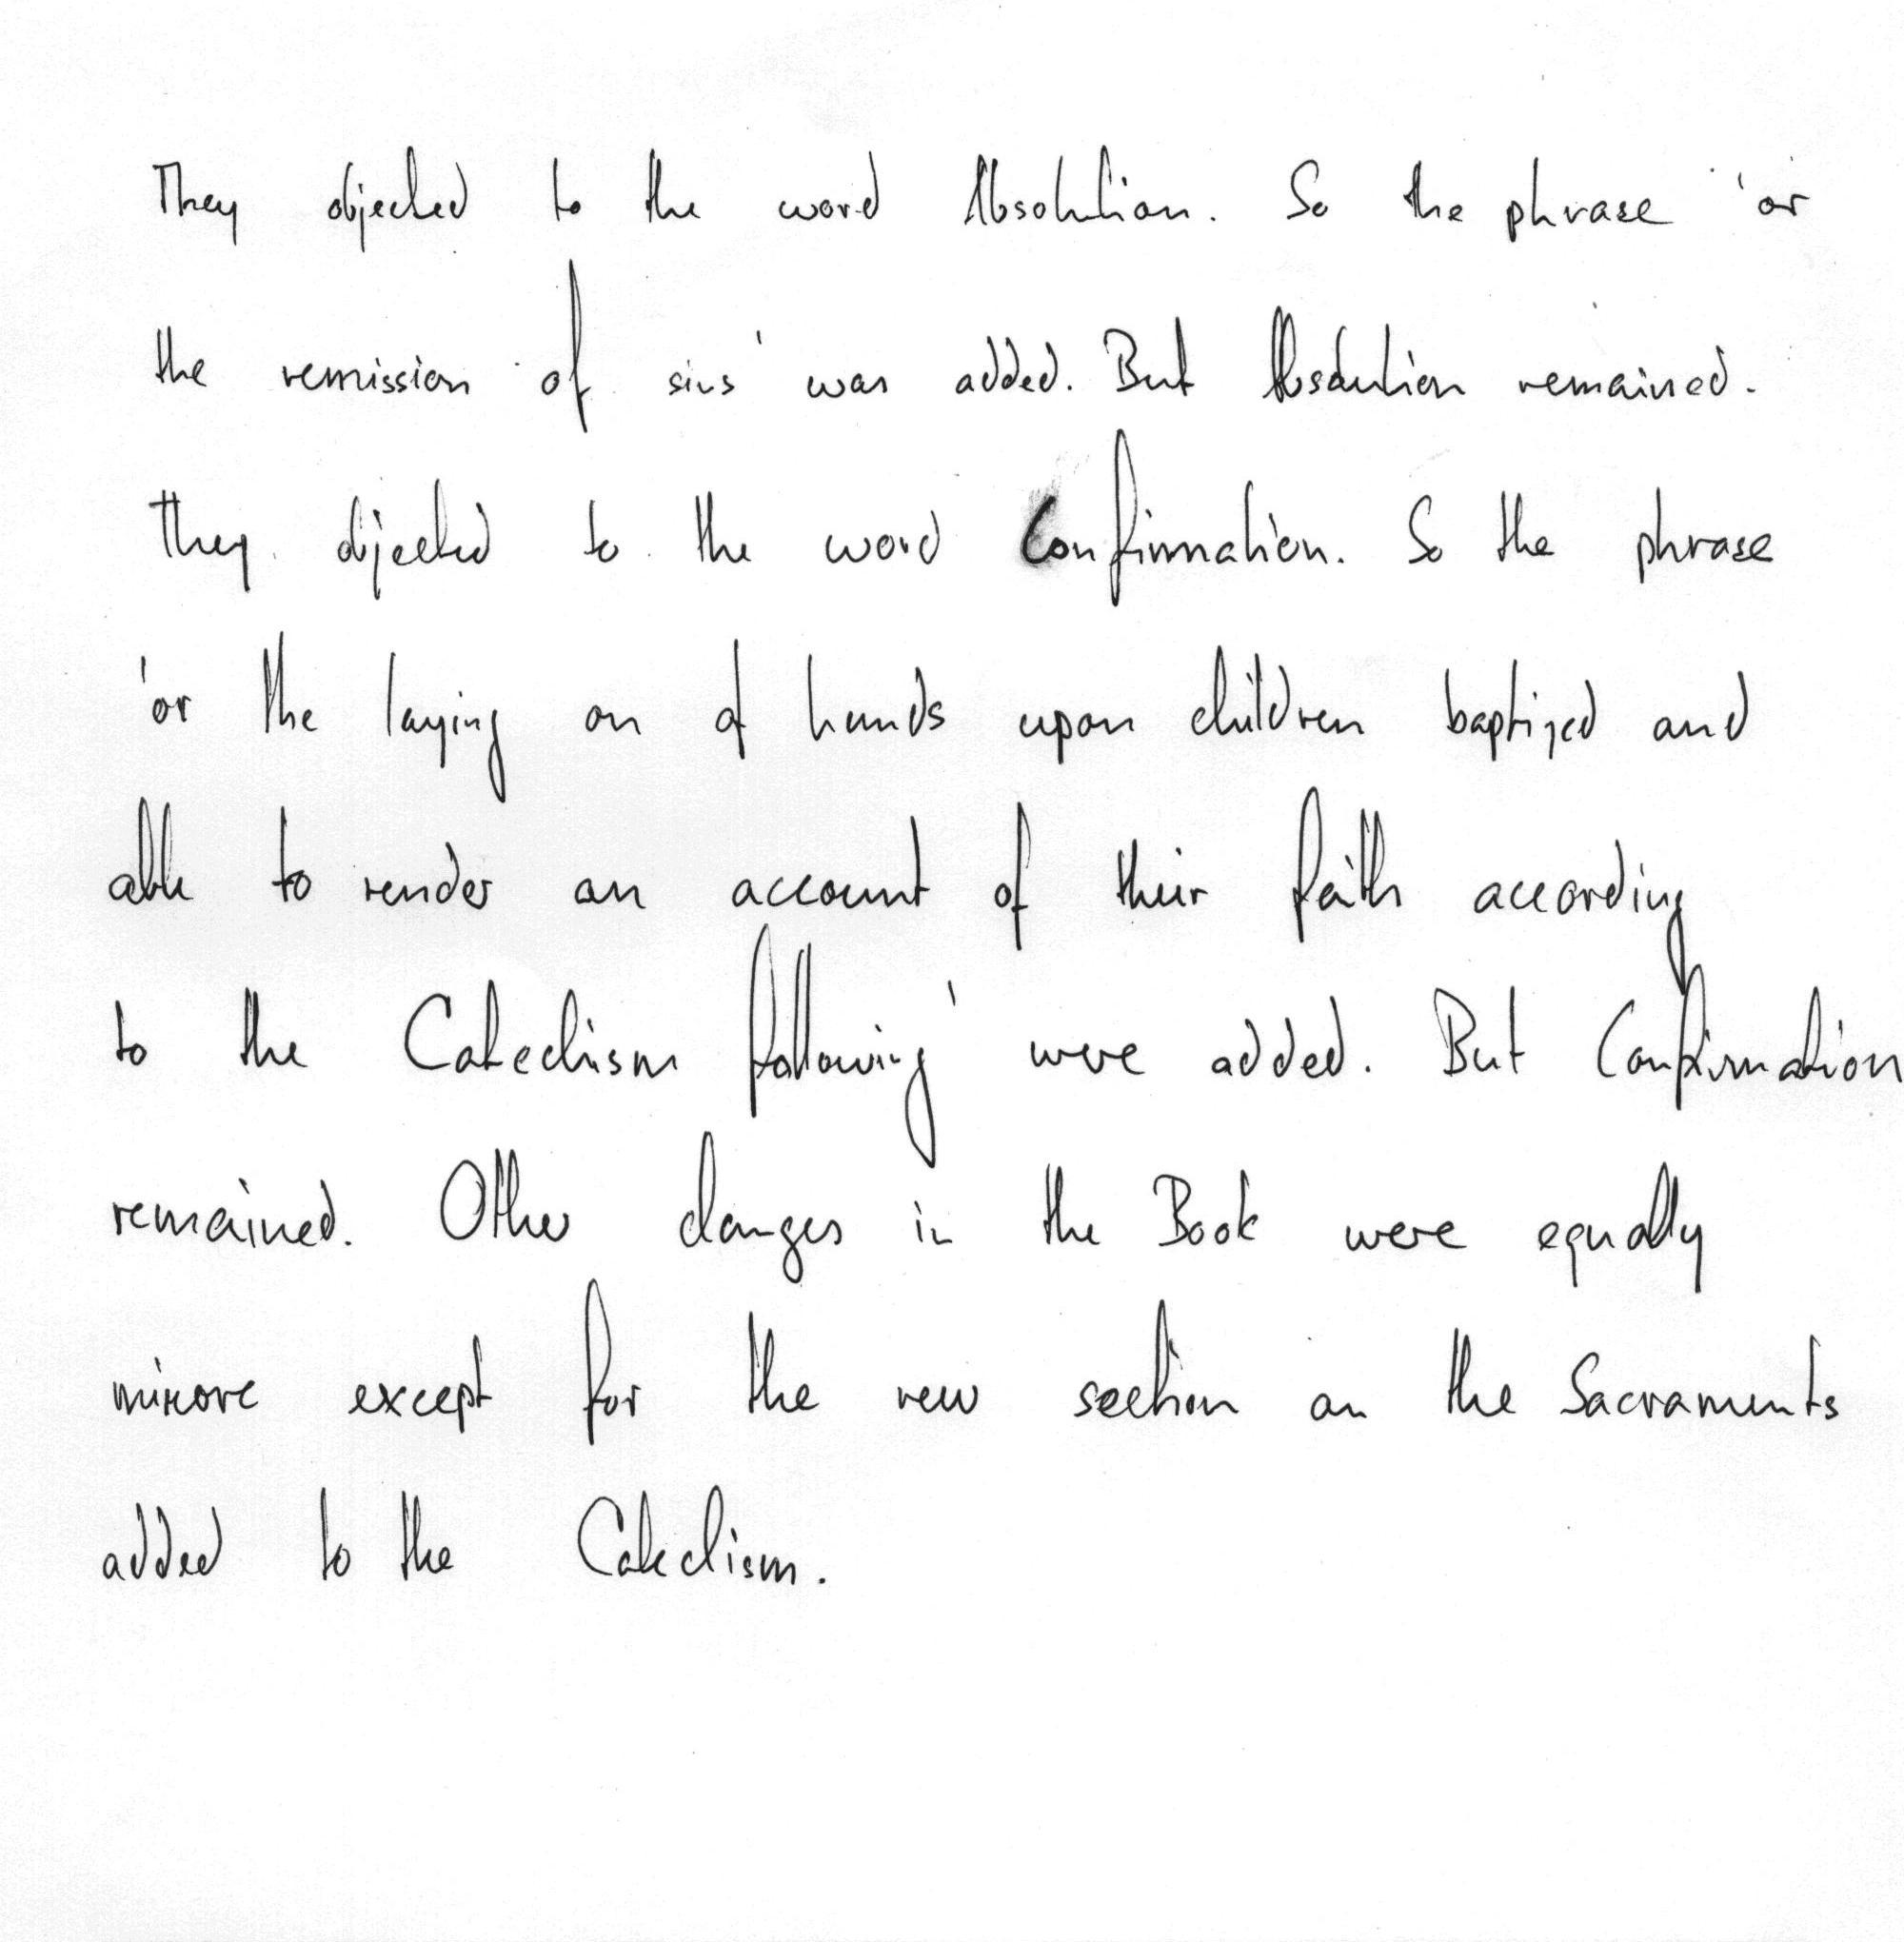 They objected to the word Absolution. So the phrase 'or
the remission of sins' was added. But Absolution remained.
They objected to the word Confirmation. So the phrase
'or the laying on of hands upon children baptized and
able to render an account of their faith according
to the Catechism following' were added. But Confirmation
remained. Other changes in the Book were equally
minore except for the new section on the Sacraments
added to the Catechism.